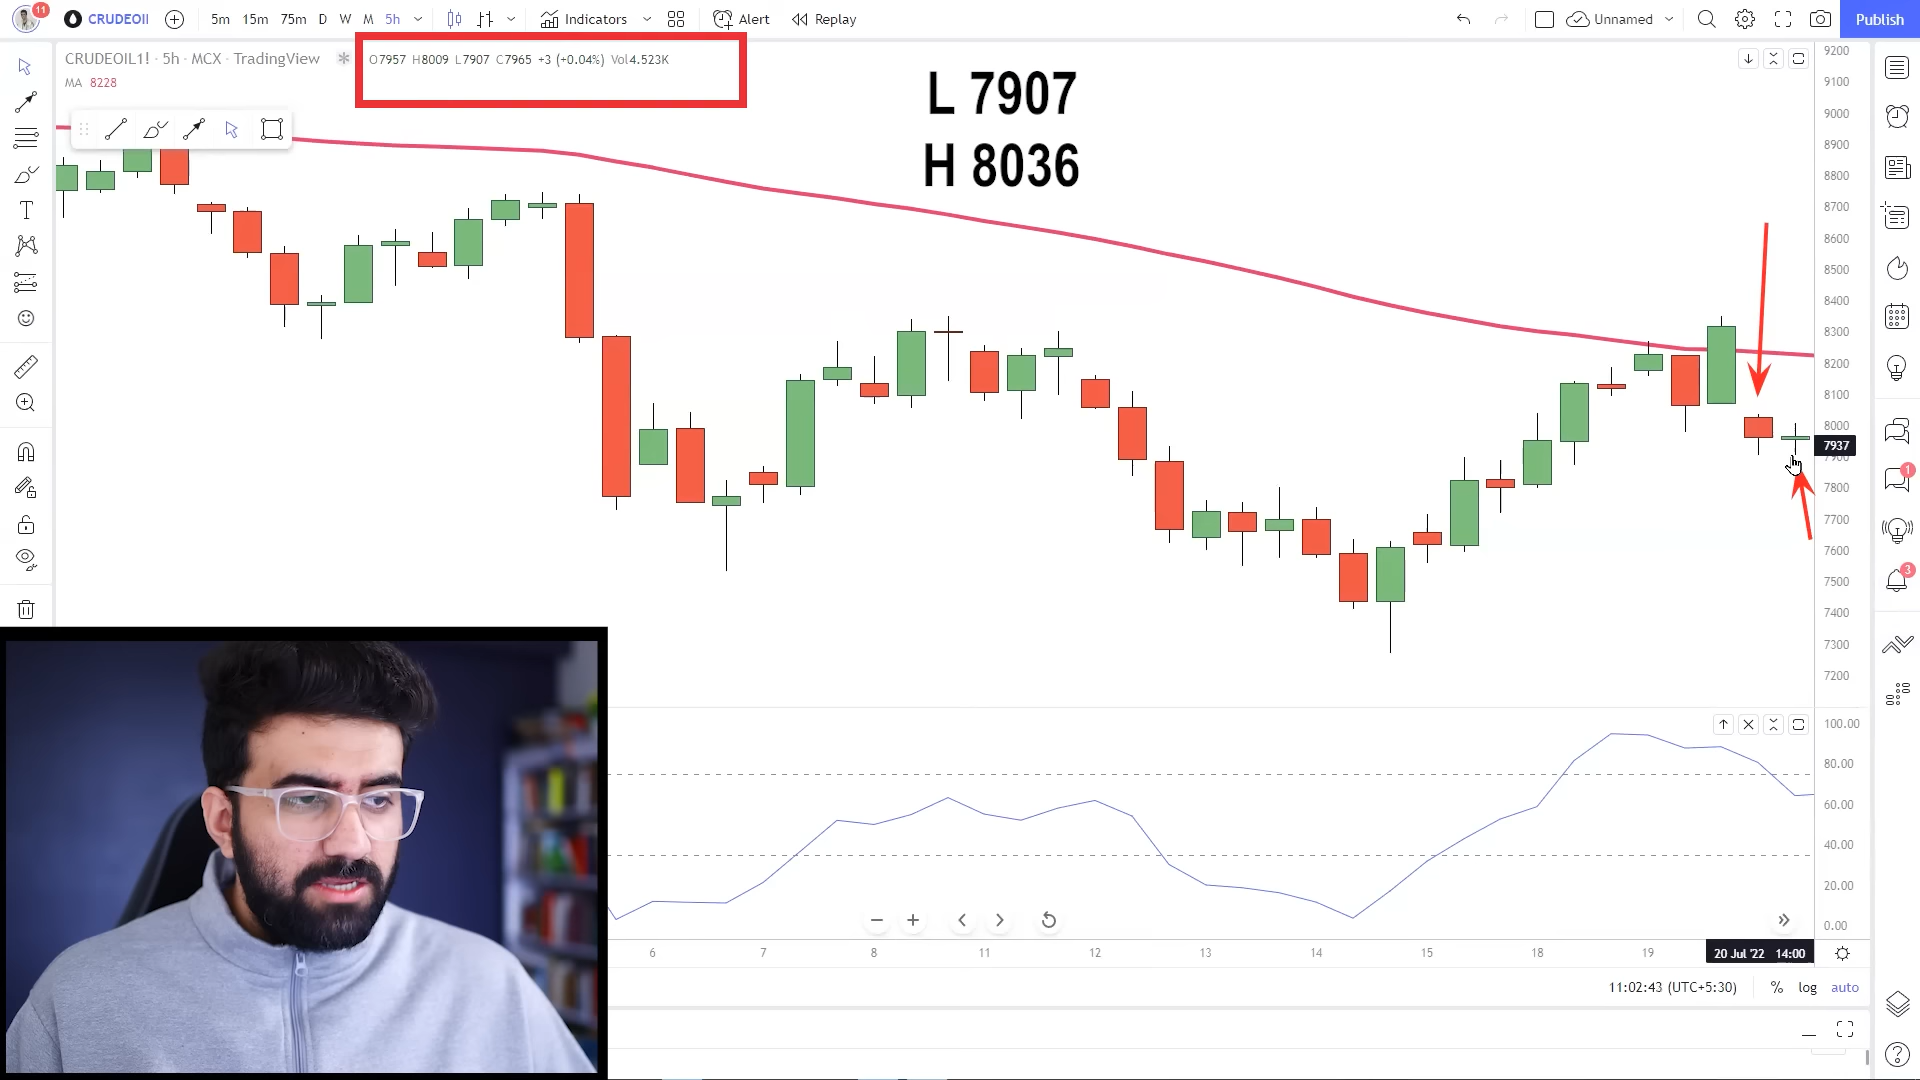 11
CRUDEOIL
5m 15m 75m D W M 5h
Indicators
Alert
Replay
Unnamed
Publish
CRUDEOIL1! · 5h · MCX · TradingView
O7957 H8009 L7907 C7965 +3 (+0.04%) Vol4.523K
MA 8228
L 7907
H 8036
9200
9100
9000
8900
8800
8700
8600
8500
8400
8300
8200
8100
8000
7937
7900
7800
7700
7600
7500
7400
7300
7200
1
3
100.00
80.00
60.00
40.00
20.00
0.00
6 7 8 11 12 13 14 15 18 19
20 Jul '22 14:00
11:02:43 (UTC+5:30) % log auto